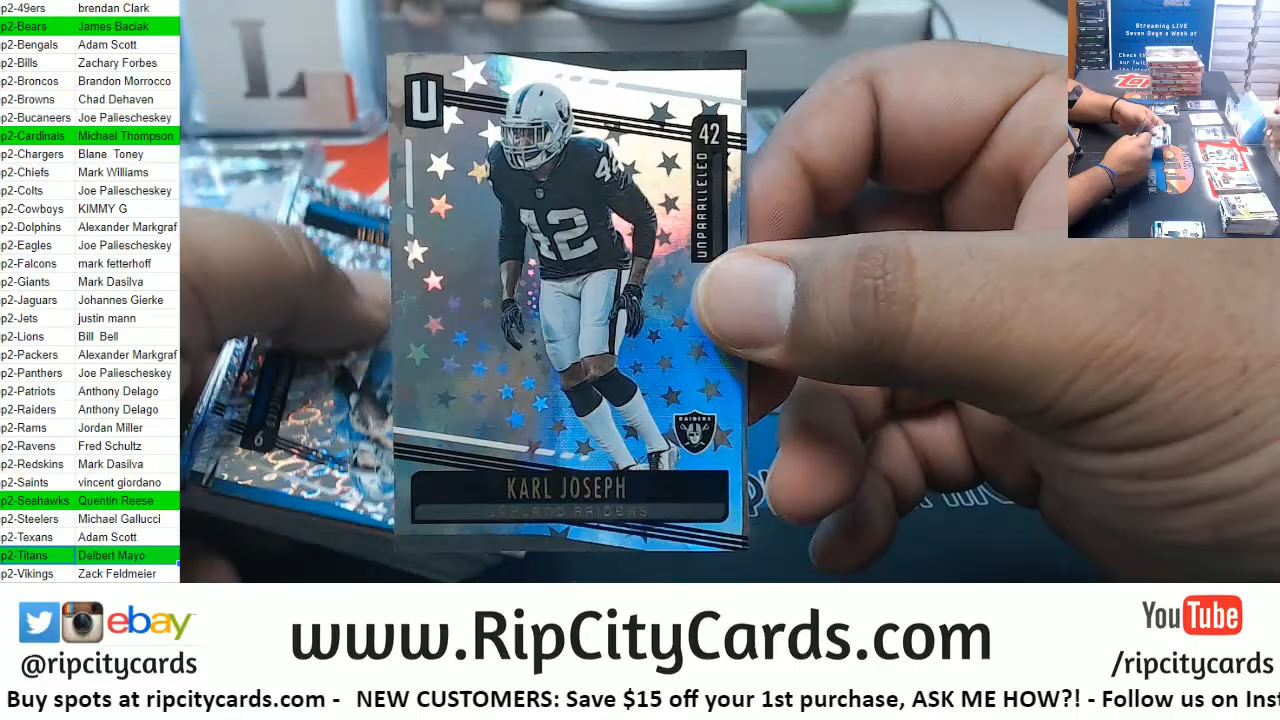 p2-49ers brendan Clark
p2-Bears James Baciak
p2-Bengals Adam Scott
p2-Bills Zachary Forbes
p2-Broncos Brandon Morrocco
p2-Browns Chad Dehaven
p2-Bucaneers Joe Paliescheskey
p2-Cardinals Michael Thompson
p2-Chargers Blane Toney
p2-Chiefs Mark Williams
p2-Colts Joe Paliescheskey
p2-Cowboys KIMMY G
p2-Dolphins Alexander Markgraf
p2-Eagles Joe Paliescheskey
p2-Falcons mark fetterhoff
p2-Giants Mark Dasilva
p2-Jaguars Johannes Gierke
p2-Jets justin mann
p2-Lions Bill Bell
p2-Packers Alexander Markgraf
p2-Panthers Joe Paliescheskey
p2-Patriots Anthony Delago
p2-Raiders Anthony Delago
p2-Rams Jordan Miller
p2-Ravens Fred Schultz
p2-Redskins Mark Dasilva
p2-Saints vincent giordano
p2-Seahawks Quentin Reese
p2-Steelers Michael Gallucci
p2-Texans Adam Scott
p2-Titans Delbert Mayo
p2-Vikings Zack Feldmeier
U
42
UNPARALLELED
42
RAIDERS
KARL JOSEPH
OAKLAND RAIDERS
Streaming LIVE
Seven Days a Week at
ebay
@ripcitycards
www.RipCityCards.com
YouTube
/ripcitycards
Buy spots at ripcitycards.com - NEW CUSTOMERS: Save $15 off your 1st purchase, ASK ME HOW?! - Follow us on Inst